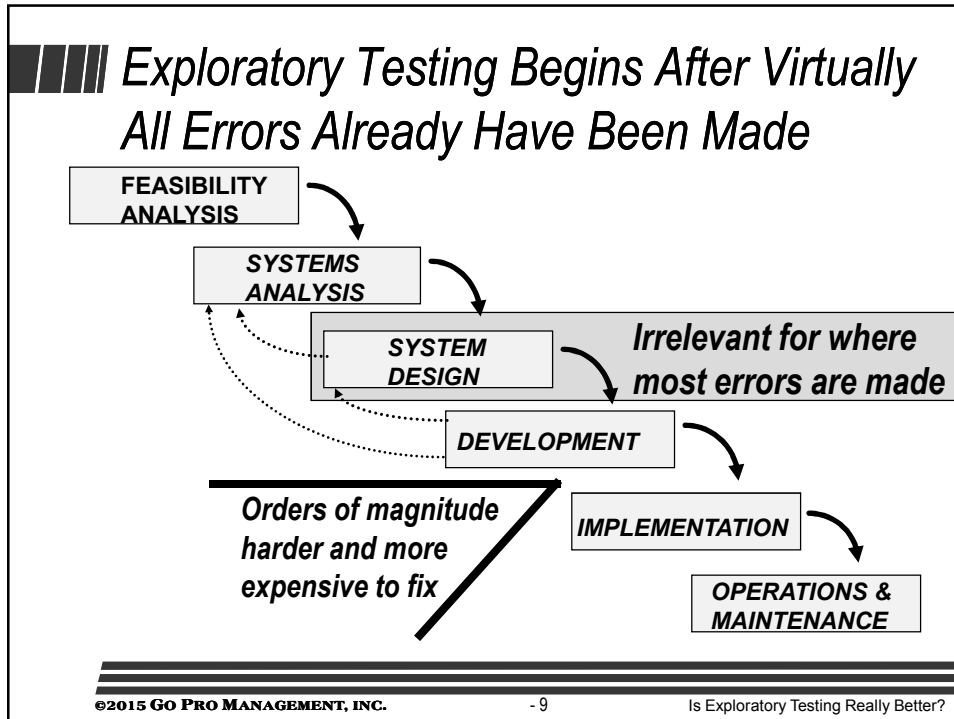 Exploratory Testing Begins After Virtually
All Errors Already Have Been Made
FEASIBILITY
ANALYSIS
SYSTEMS
ANALYSIS
SYSTEM
DESIGN
Irrelevant for where
most errors are made
DEVELOPMENT
Orders of magnitude
harder and more
expensive to fix
IMPLEMENTATION
OPERATIONS &
MAINTENANCE
©2015 GO PRO MANAGEMENT, INC.
- 9
Is Exploratory Testing Really Better?